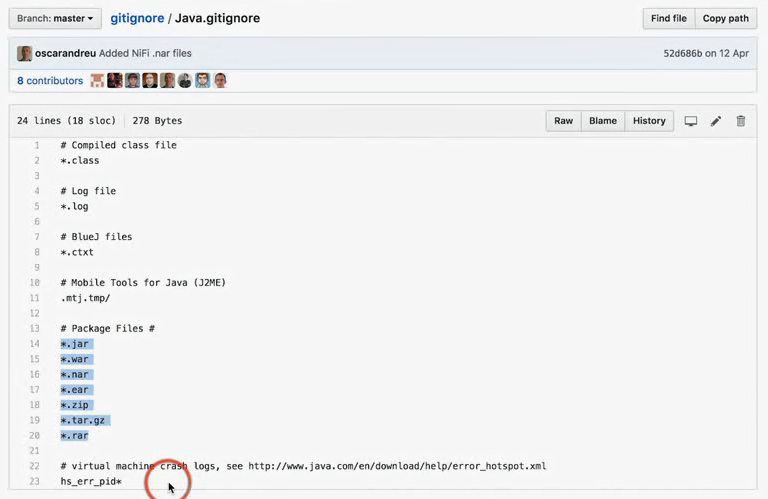 Branch: master
gitignore / Java.gitignore
Find file
Copy path
oscarandreu Added NiFi .nar files
52d686b on 12 Apr
8 contributors
24 lines (18 sloc)
278 Bytes
Raw
Blame
History
1 # Compiled class file
2 *.class
3
4 # Log file
5 *.log
6
7 # BlueJ files
8 *.ctxt
9
10 # Mobile Tools for Java (J2ME)
11 .mtj.tmp/
12
13 # Package Files #
14 *.jar
15 *.war
16 *.nar
17 *.ear
18 *.zip
19 *.tar.gz
20 *.rar
21
22 # virtual machine crash logs, see http://www.java.com/en/download/help/error_hotspot.xml
23 hs_err_pid*